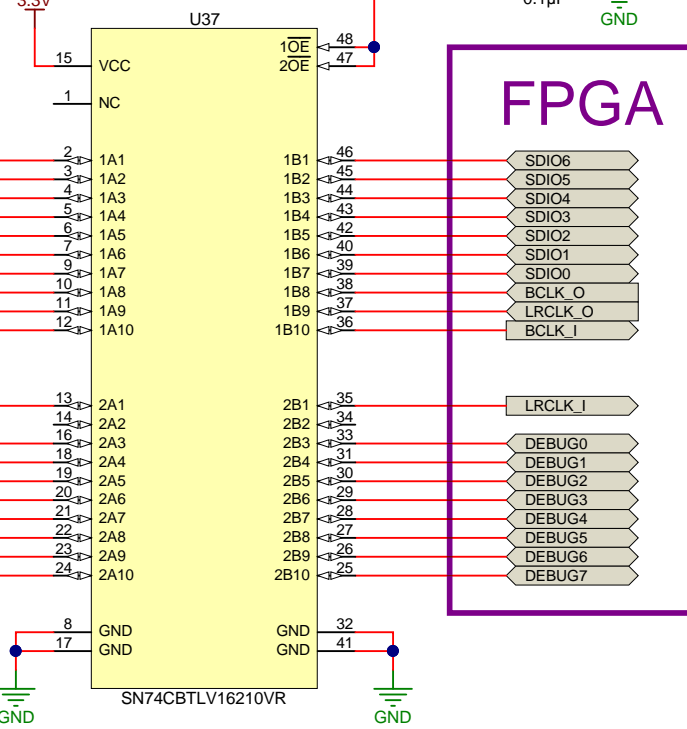 3.3V
0.1µF
GND
U37
1OE 48
2OE 47
15 VCC
1 NC
FPGA
2 1A1 1B1 46 SDIO6
3 1A2 1B2 45 SDIO5
4 1A3 1B3 44 SDIO4
5 1A4 1B4 43 SDIO3
6 1A5 1B5 42 SDIO2
7 1A6 1B6 40 SDIO1
9 1A7 1B7 39 SDIO0
10 1A8 1B8 38 BCLK_O
11 1A9 1B9 37 LRCLK_O
12 1A10 1B10 36 BCLK_I
13 2A1 2B1 35 LRCLK_I
14 2A2 2B2 34
16 2A3 2B3 33 DEBUG0
18 2A4 2B4 31 DEBUG1
19 2A5 2B5 30 DEBUG2
20 2A6 2B6 29 DEBUG3
21 2A7 2B7 28 DEBUG4
22 2A8 2B8 27 DEBUG5
23 2A9 2B9 26 DEBUG6
24 2A10 2B10 25 DEBUG7
8 GND GND 32
17 GND GND 41
SN74CBTLV16210VR
GND GND